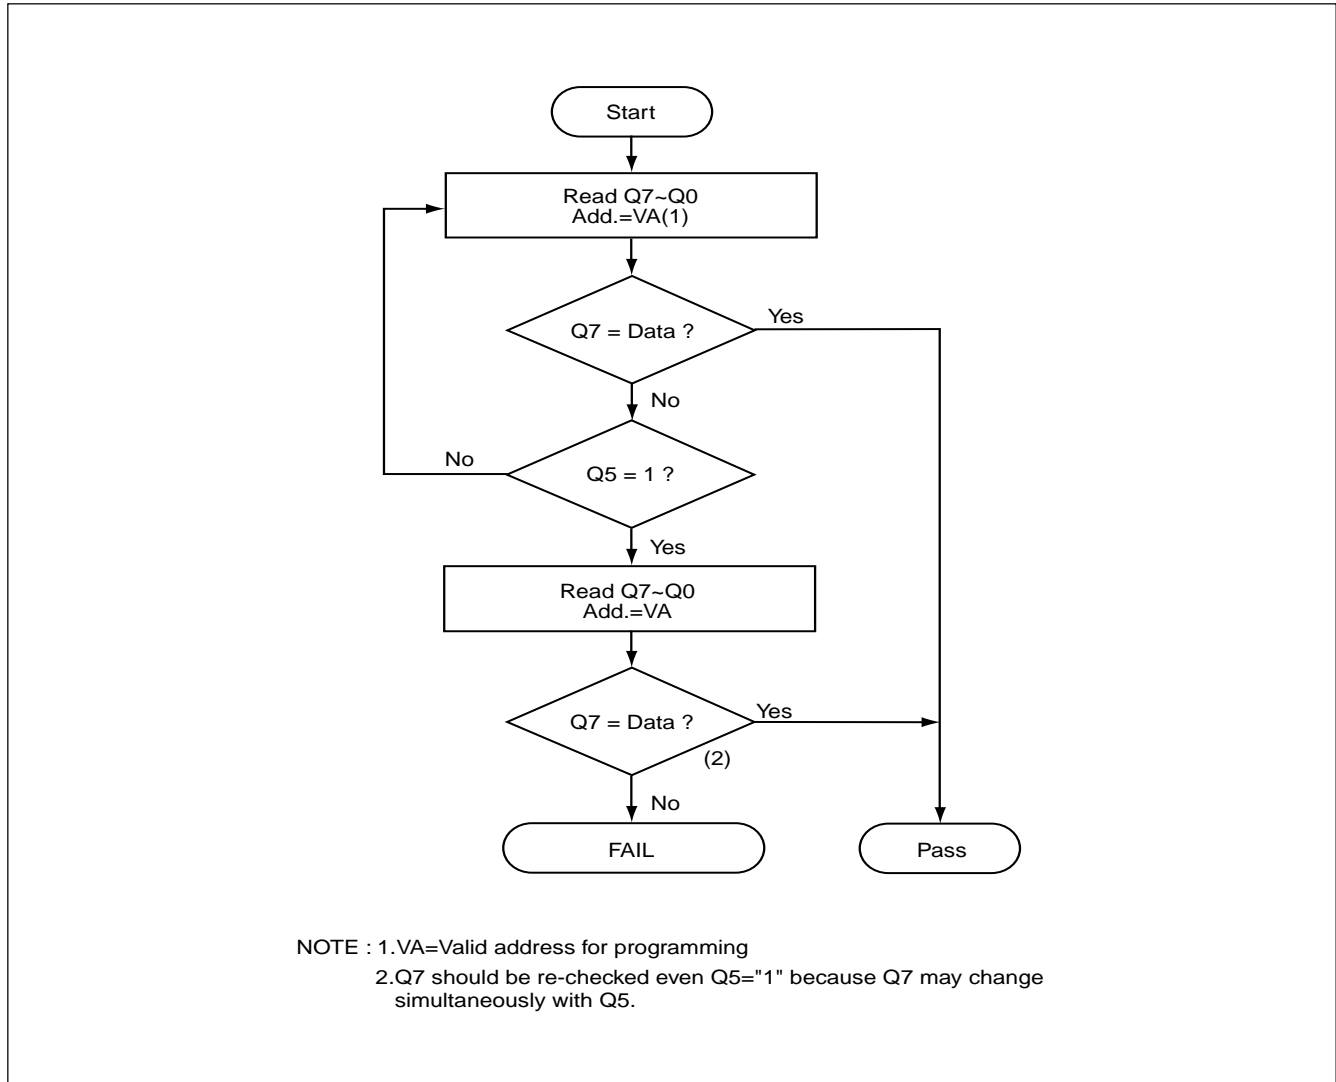 Start
Read Q7~Q0
Add.=VA(1)
Q7 = Data ?
Yes
No
No
Q5 = 1 ?
Yes
Read Q7~Q0
Add.=VA
Q7 = Data ?
Yes
(2)
No
FAIL
Pass
NOTE : 1.VA=Valid address for programming
2.Q7 should be re-checked even Q5="1" because Q7 may change
simultaneously with Q5.